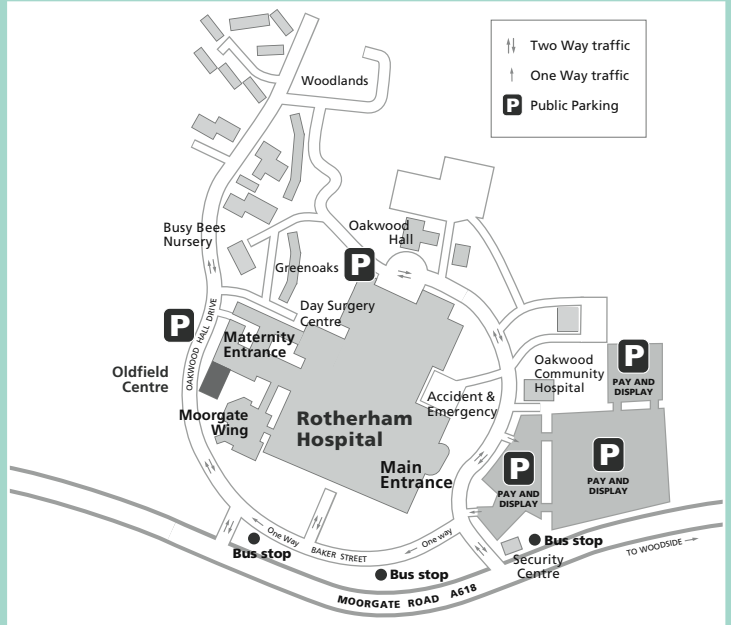 Two Way traffic
One Way traffic
P
Public Parking
Woodlands
Busy Bees
Nursery
Oakwood
Hall
Greenoaks
P
Day Surgery
Centre
P
OAKWOOD HALL DRIVE
Maternity
Entrance
Oldfield
Centre
Moorgate
Wing
Rotherham
Hospital
Accident &
Emergency
Main
Entrance
Oakwood
Community
Hospital
P
PAY AND
DISPLAY
P
PAY AND
DISPLAY
P
PAY AND
DISPLAY
One Way
BAKER STREET
One way
Bus stop
Bus stop
Bus stop
Security
Centre
TO WOODSIDE
MOORGATE ROAD A618